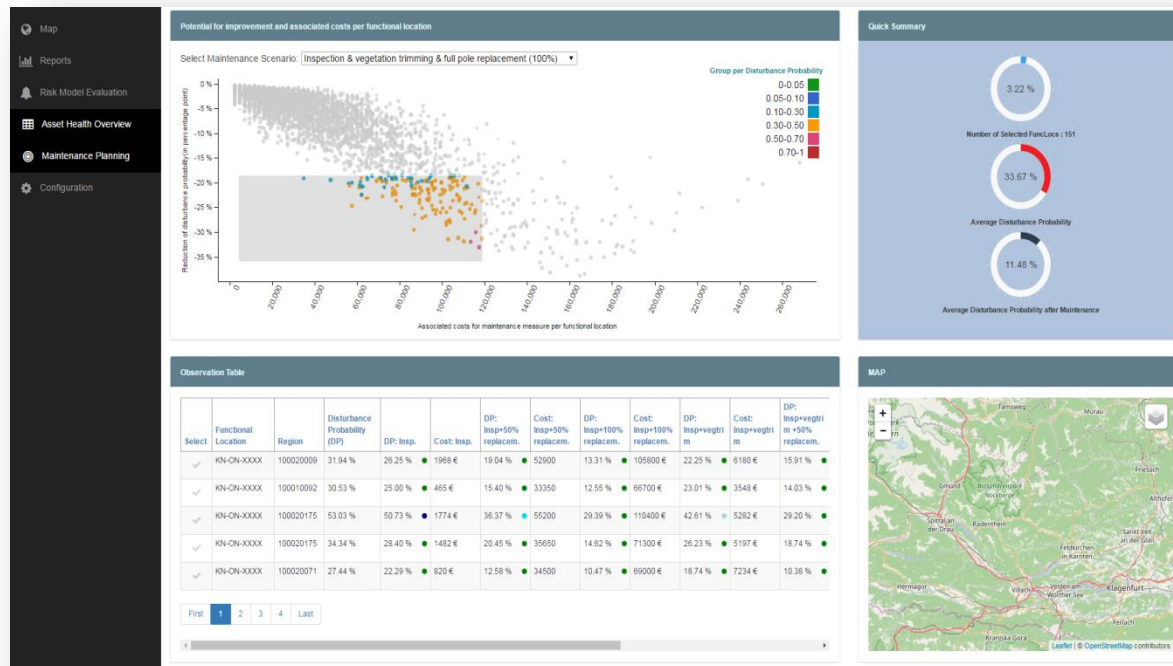 Map
Reports
Risk Model Evaluation
Asset Health Overview
Maintenance Planning
Configuration
Potential for improvement and associated costs per functional location
Select Maintenance Scenario: Inspection & vegetation trimming & full pole replacement (100%)
Group per Disturbance Probability
0-0.05
0.05-0.10
0.10-0.30
0.30-0.50
0.50-0.70
0.70-1
Reduction of disturbance probability(in percentage point)
0 %
-5 %
-10 %
-15 %
-20 %
-25 %
-30 %
-35 %
0 20,000 40,000 60,000 80,000 100,000 120,000 140,000 160,000 180,000 200,000 220,000 240,000 260,000
Associated costs for maintenance measure per functional location
Quick Summary
3.22 %
Number of Selected FuncLocs : 151
33.67 %
Average Disturbance Probability
11.48 %
Average Disturbance Probability after Maintenance
Observation Table
Select Functional Location Region Disturbance Probability (DP) DP: Insp. Cost: Insp. DP: Insp+50% replacem. Cost: Insp+50% replacem. DP: Insp+100% replacem. Cost: Insp+100% replacem. DP: Insp+vegtrim Cost: Insp+vegtrim DP: Insp+vegtrim +50% replacem.
KN-ON-XXXX 100020009 31.94 % 26.25 % 1968 € 19.04 % 52900 13.31 % 105800 € 22.25 % 6180 € 15.91 %
KN-ON-XXXX 100010092 30.53 % 25.00 % 465 € 15.40 % 33350 12.55 % 66700 € 23.01 % 3548 € 14.03 %
KN-ON-XXXX 100020175 53.03 % 50.73 % 1774 € 36.37 % 55200 29.39 % 110400 € 42.61 % 5282 € 29.20 %
KN-ON-XXXX 100020175 34.34 % 28.40 % 1482 € 20.45 % 35650 14.62 % 71300 € 26.23 % 5197 € 18.74 %
KN-ON-XXXX 100020071 27.44 % 22.29 % 820 € 12.58 % 34500 10.47 % 69000 € 18.74 % 7234 € 10.38 %
First 1 2 3 4 Last
MAP
+
-
Tamsweg
Murau
Friesach
Gmünd
Biosphärenpark
Nockberge
Althofen
Spittal an
der Drau
Radenthein
Sankt Veit
an der Glan
Feldkirchen
in Kärnten
Hermagor
Villach
Velden am
Wörther See
Klagenfurt
Ferlach
Kranjska Gora
Leaflet | © OpenStreetMap contributors